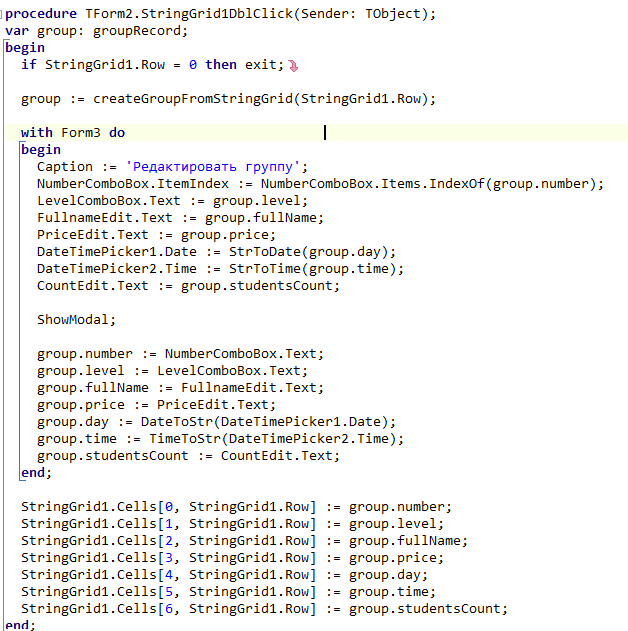 procedure TForm2.StringGrid1DblClick(Sender: TObject);
var group: groupRecord;
begin
if StringGrid1.Row = 0 then exit;
group := createGroupFromStringGrid(StringGrid1.Row);
with Form3 do
begin
Caption := 'Редактировать группу';
NumberComboBox.ItemIndex := NumberComboBox.Items.IndexOf(group.number);
LevelComboBox.Text := group.level;
FullnameEdit.Text := group.fullName;
PriceEdit.Text := group.price;
DateTimePicker1.Date := StrToDate(group.day);
DateTimePicker2.Time := StrToTime(group.time);
CountEdit.Text := group.studentsCount;
ShowModal;
group.number := NumberComboBox.Text;
group.level := LevelComboBox.Text;
group.fullName := FullnameEdit.Text;
group.price := PriceEdit.Text;
group.day := DateToStr(DateTimePicker1.Date);
group.time := TimeToStr(DateTimePicker2.Time);
group.studentsCount := CountEdit.Text;
end;
StringGrid1.Cells[0, StringGrid1.Row] := group.number;
StringGrid1.Cells[1, StringGrid1.Row] := group.level;
StringGrid1.Cells[2, StringGrid1.Row] := group.fullName;
StringGrid1.Cells[3, StringGrid1.Row] := group.price;
StringGrid1.Cells[4, StringGrid1.Row] := group.day;
StringGrid1.Cells[5, StringGrid1.Row] := group.time;
StringGrid1.Cells[6, StringGrid1.Row] := group.studentsCount;
end;